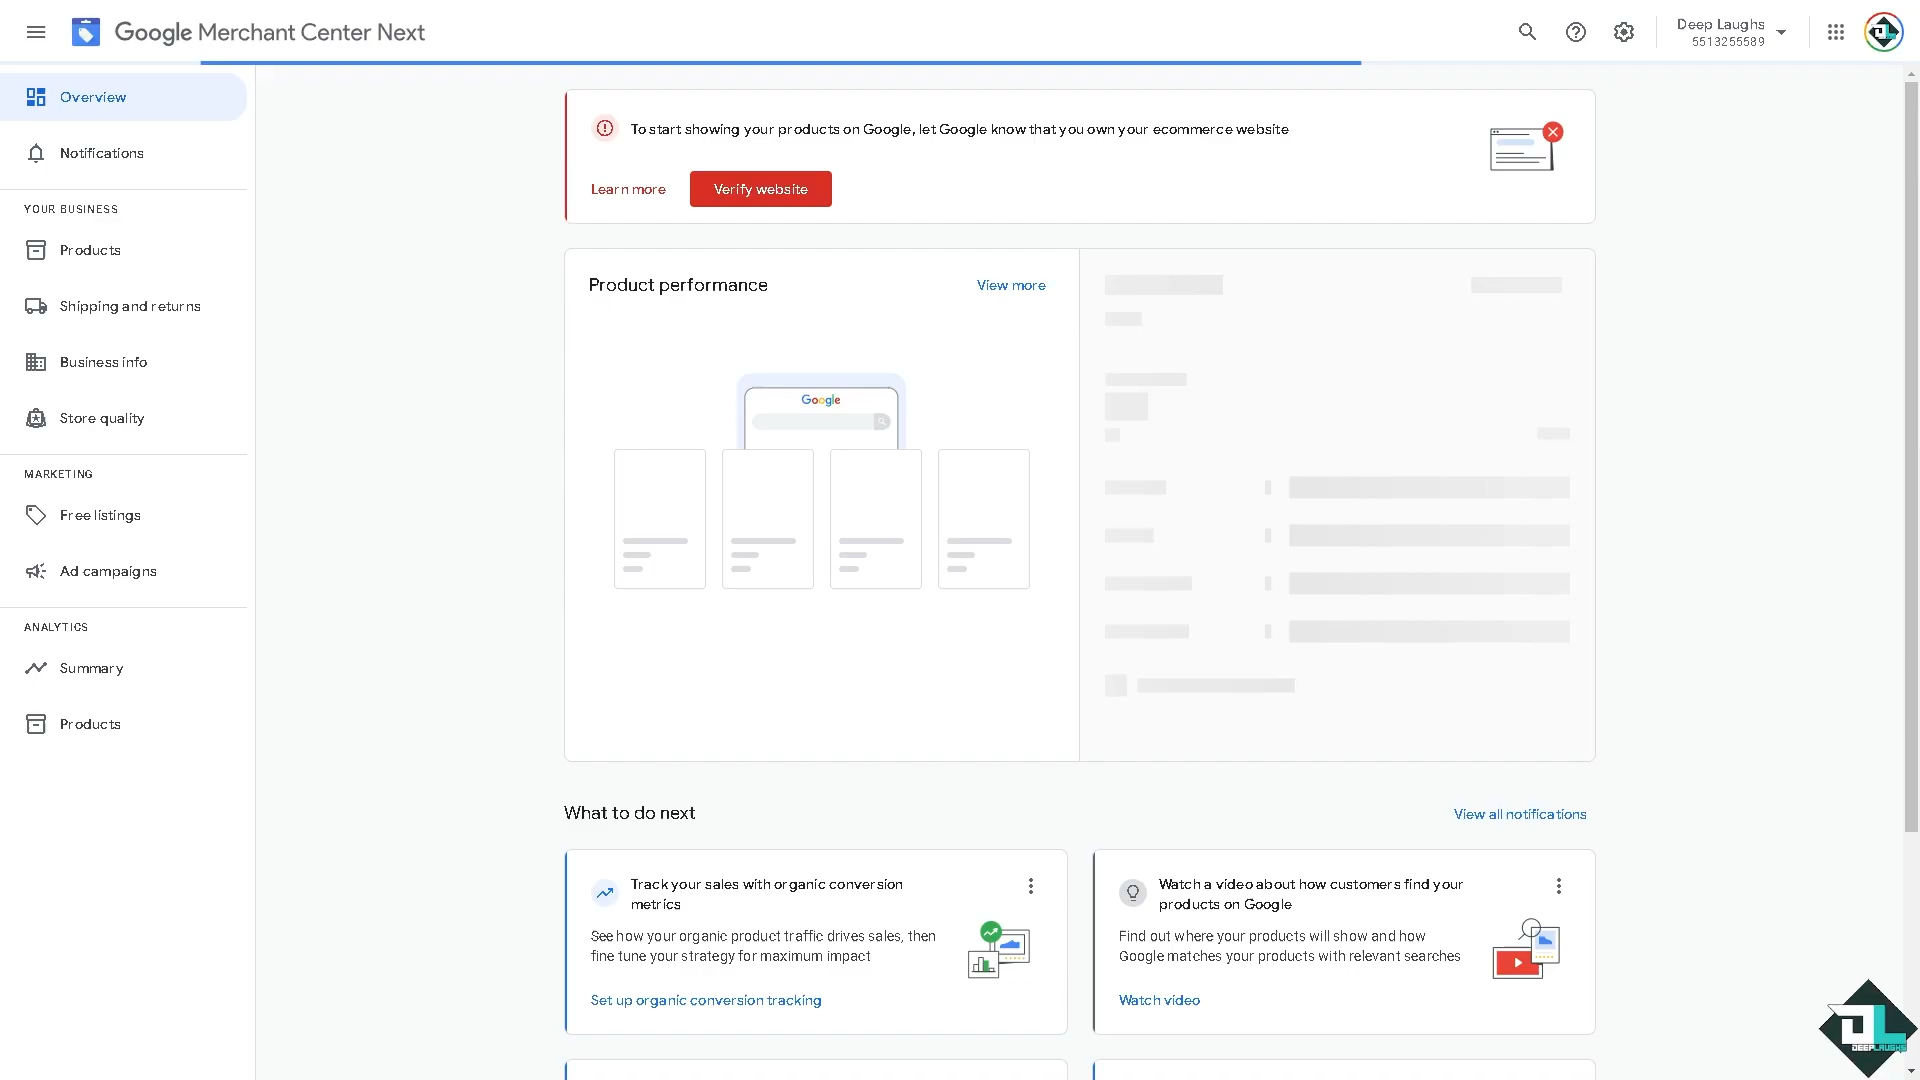 Google Merchant Center Next
Deep Laughs
5513255589
Overview
Notifications
YOUR BUSINESS
Products
Shipping and returns
Business info
Store quality
MARKETING
Free listings
Ad campaigns
ANALYTICS
Summary
Products
To start showing your products on Google, let Google know that you own your ecommerce website
Learn more
Verify website
Product performance
View more
Google
What to do next
View all notifications
Track your sales with organic conversion
metrics
See how your organic product traffic drives sales, then
fine tune your strategy for maximum impact
Set up organic conversion tracking
Watch a video about how customers find your
products on Google
Find out where your products will show and how
Google matches your products with relevant searches
Watch video
DL
DEEPLAUGHS